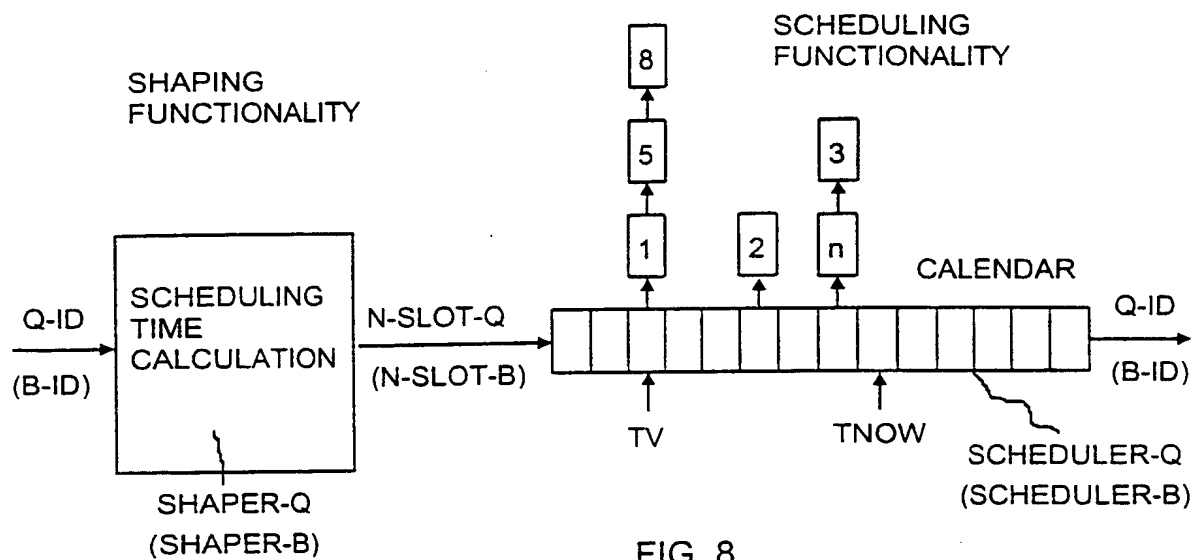 SHAPING
FUNCTIONALITY
SCHEDULING
FUNCTIONALITY
8
5
3
1
2
n
CALENDAR
Q-ID
(B-ID)
SCHEDULING
TIME
CALCULATION
N-SLOT-Q
(N-SLOT-B)
Q-ID
(B-ID)
TV
TNOW
SHAPER-Q
(SHAPER-B)
SCHEDULER-Q
(SCHEDULER-B)
FIG. 8